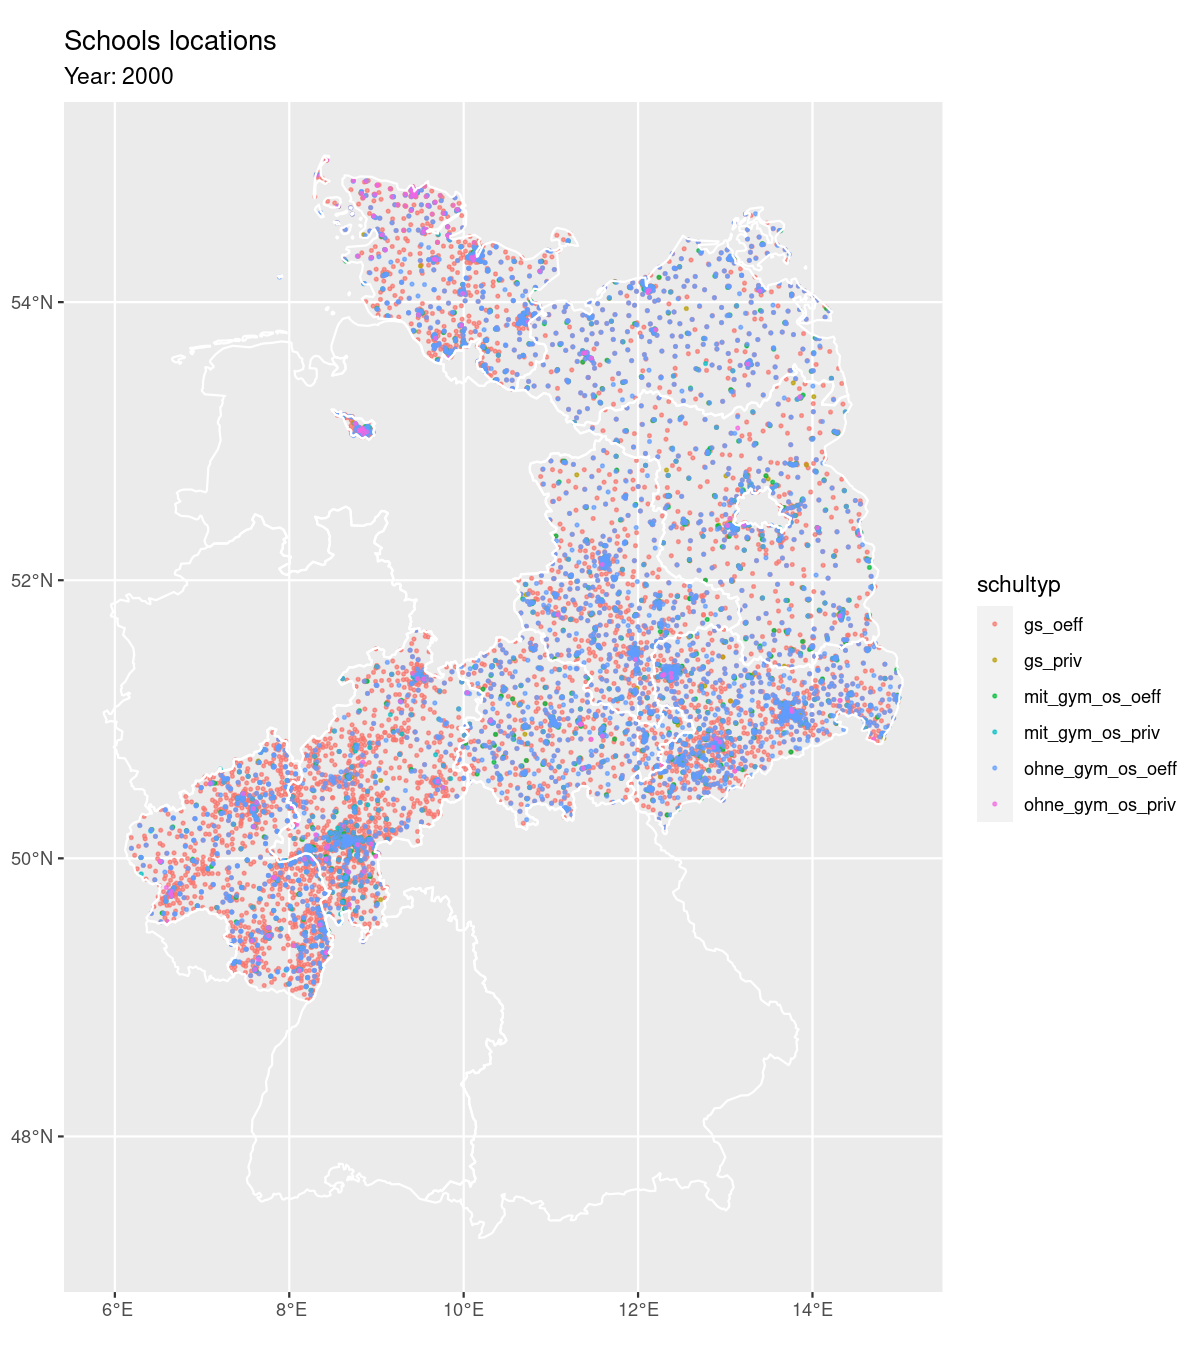 Schools locations
Year: 2000
54°N
52°N
50°N
48°N
6°E 8°E 10°E 12°E 14°E
schultyp
gs_oeff
gs_priv
mit_gym_os_oeff
mit_gym_os_priv
ohne_gym_os_oeff
ohne_gym_os_priv